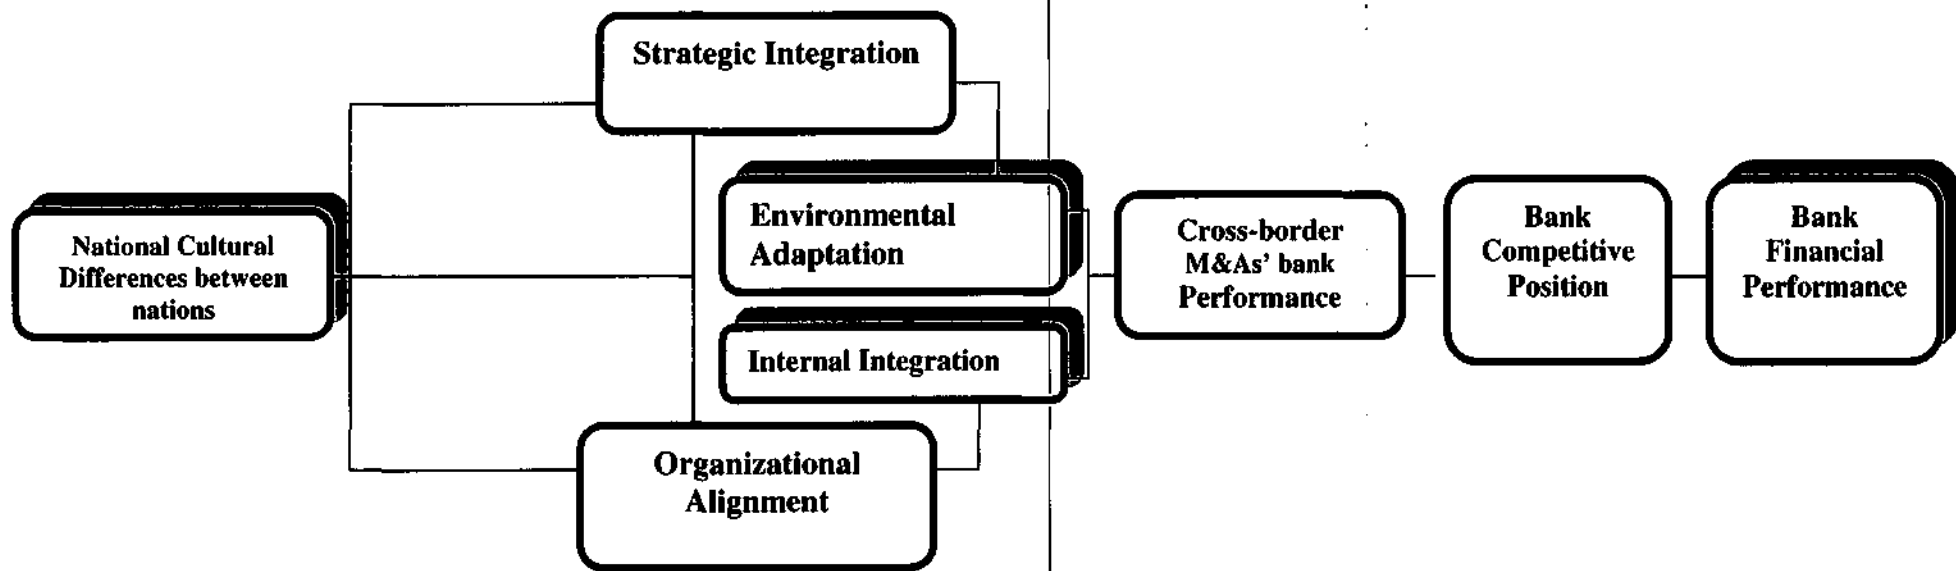 Strategic Integration
National Cultural
Differences between
nations
Environmental
Adaptation
Internal Integration
Organizational
Alignment
Cross-border
M&As' bank
Performance
Bank
Competitive
Position
Bank
Financial
Performance